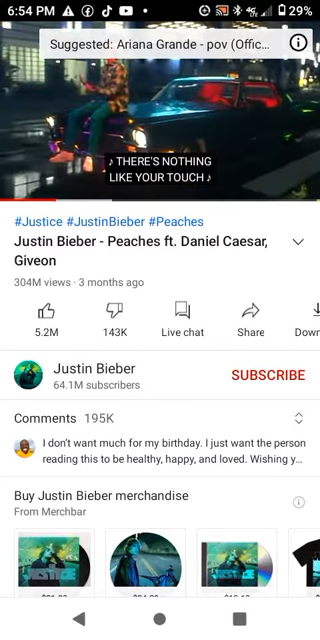 6:54 PM 4G 29%
Suggested: Ariana Grande - pov (Offic...
♪ THERE'S NOTHING
LIKE YOUR TOUCH ♪
#Justice #JustinBieber #Peaches
Justin Bieber - Peaches ft. Daniel Caesar,
Giveon
304M views · 3 months ago
5.2M 143K Live chat Share Down
Justin Bieber
64.1M subscribers
SUBSCRIBE
Comments 195K
I don't want much for my birthday. I just want the person
reading this to be healthy, happy, and loved. Wishing y...
Buy Justin Bieber merchandise
From Merchbar
JUSTICE